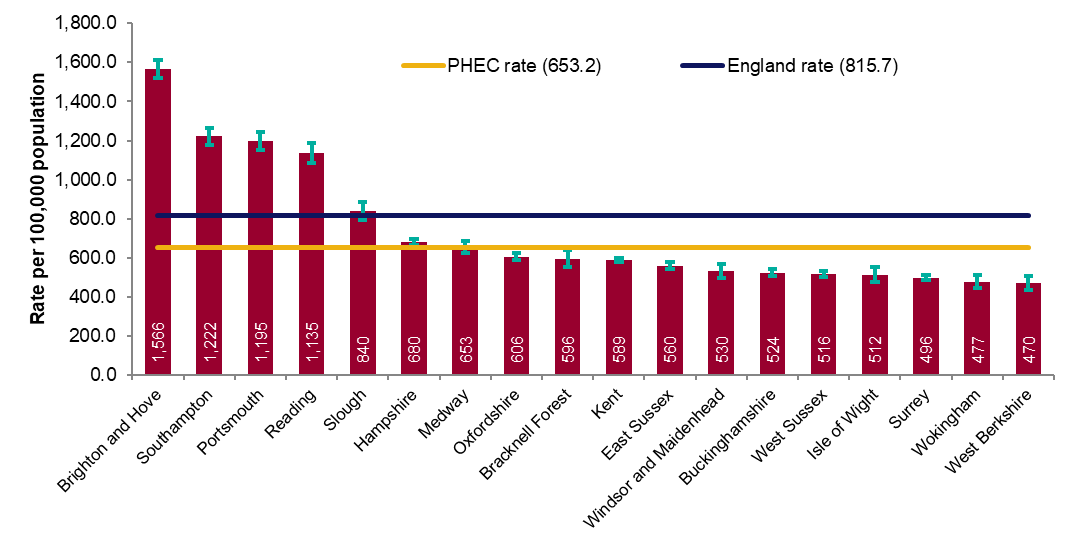 Rate per 100,000 population
1,800.0
1,600.0
1,400.0
1,200.0
1,000.0
800.0
600.0
400.0
200.0
0.0
PHEC rate (653.2)
England rate (815.7)
1,566
1,222
1,195
1,135
840
680
653
606
596
589
560
530
524
516
512
496
477
470
Brighton and Hove
Southampton
Portsmouth
Reading
Slough
Hampshire
Medway
Oxfordshire
Bracknell Forest
Kent
East Sussex
Windsor and Maidenhead
Buckinghamshire
West Sussex
Isle of Wight
Surrey
Wokingham
West Berkshire